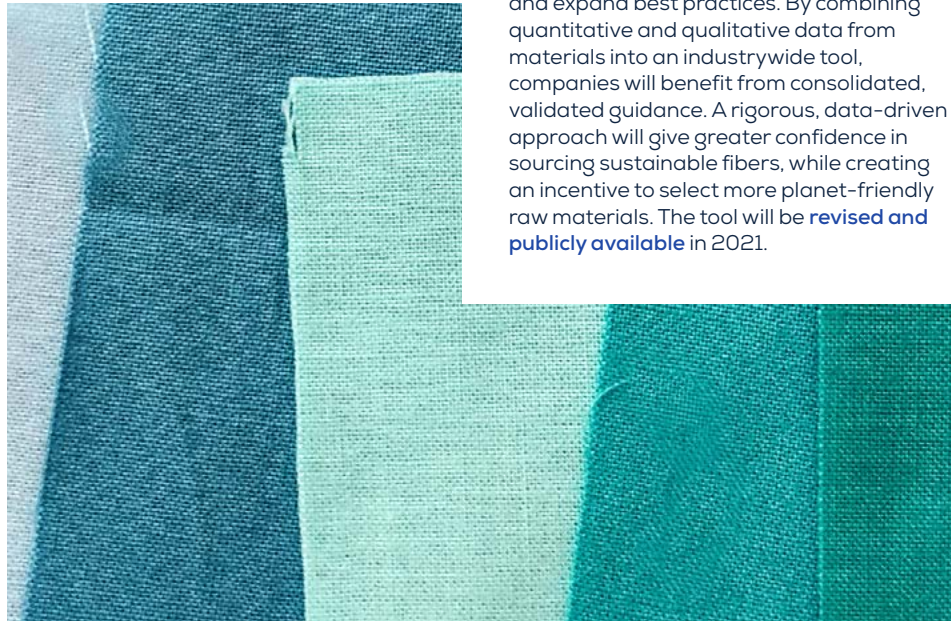 and expand best practices. By combining
quantitative and qualitative data from
materials into an industrywide tool,
companies will benefit from consolidated,
validated guidance. A rigorous, data-driven
approach will give greater confidence in
sourcing sustainable fibers, while creating
an incentive to select more planet-friendly
raw materials. The tool will be revised and
publicly available in 2021.